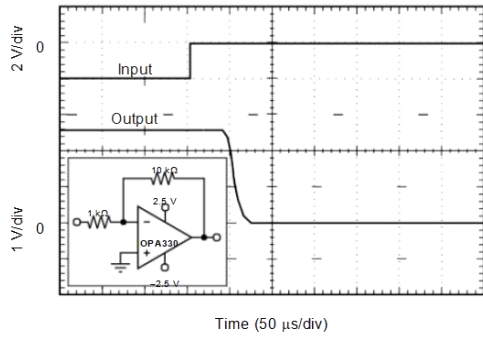 2 V/div
0
Input
Output
1 V/div
0
10 kΩ
2.5 V
1 kΩ
−
OPA330
+
−2.5 V
Time (50 μs/div)